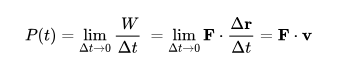 P(t) = lim_{Δt→0} W/Δt = lim_{Δt→0} F · Δr/Δt = F · v